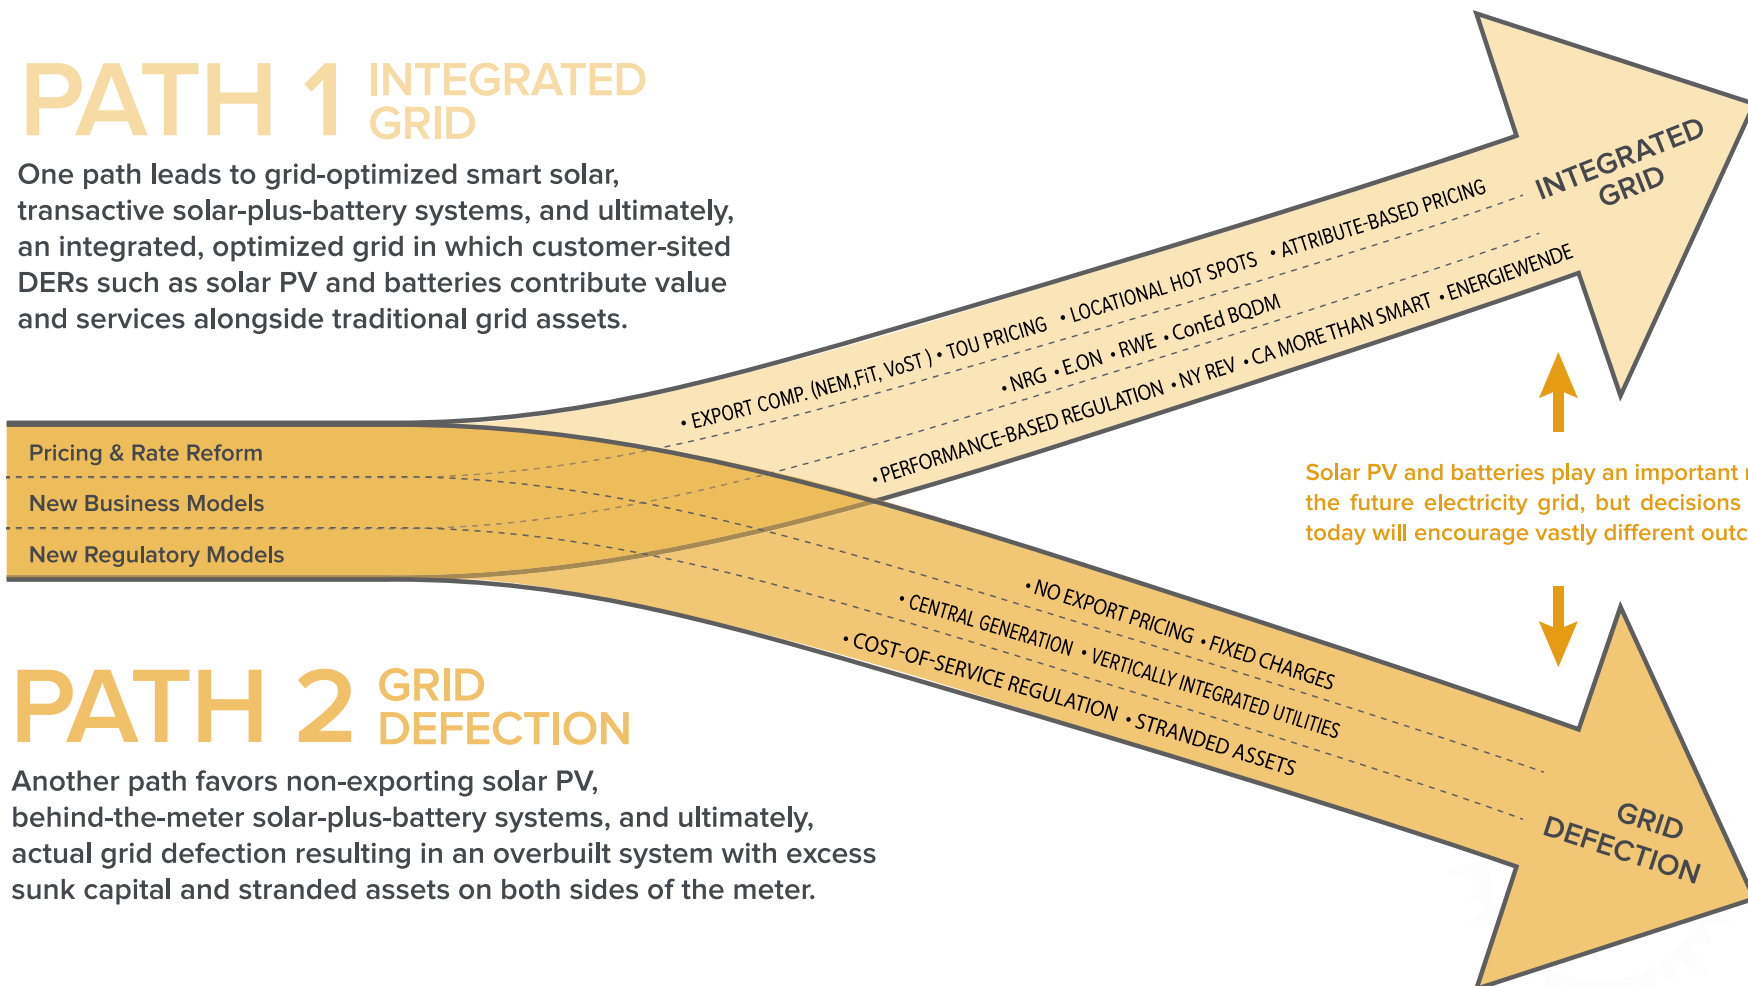 PATH 1 INTEGRATED
GRID
One path leads to grid-optimized smart solar,
transactive solar-plus-battery systems, and ultimately,
an integrated, optimized grid in which customer-sited
DERs such as solar PV and batteries contribute value
and services alongside traditional grid assets.
Pricing & Rate Reform
New Business Models
New Regulatory Models
• EXPORT COMP. (NEM,FiT, VoST ) • TOU PRICING • LOCATIONAL HOT SPOTS • ATTRIBUTE-BASED PRICING
• NRG • E.ON • RWE • ConEd BQDM
• PERFORMANCE-BASED REGULATION • NY REV • CA MORE THAN SMART • ENERGIEWENDE
INTEGRATED
GRID
Solar PV and batteries play an important
the future electricity grid, but decisions
today will encourage vastly different
• NO EXPORT PRICING • FIXED CHARGES
• CENTRAL GENERATION • VERTICALLY INTEGRATED UTILITIES
• COST-OF-SERVICE REGULATION • STRANDED ASSETS
GRID
DEFECTION
PATH 2 GRID
DEFECTION
Another path favors non-exporting solar PV,
behind-the-meter solar-plus-battery systems, and ultimately,
actual grid defection resulting in an overbuilt system with excess
sunk capital and stranded assets on both sides of the meter.